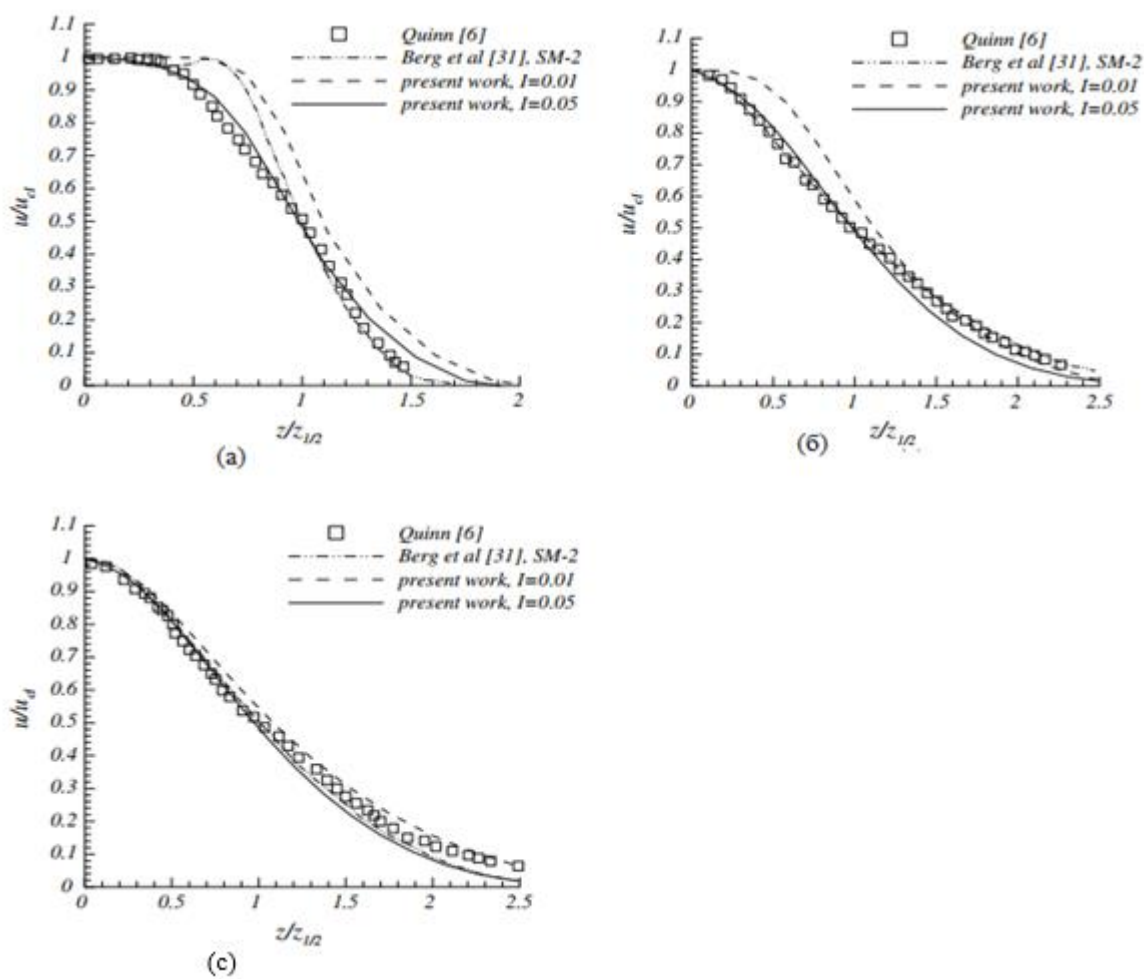 1.1
1
0.9
0.8
0.7
0.6
0.5
0.4
0.3
0.2
0.1
0
u/u_cl
0 0.5 1 1.5 2
z/z_1/2
Quinn [6]
Berg et al [31], SM-2
present work, I=0.01
present work, I=0.05
(a)
1.1
1
0.9
0.8
0.7
0.6
0.5
0.4
0.3
0.2
0.1
0
u/u_cl
0 0.5 1 1.5 2 2.5
z/z_1/2
Quinn [6]
Berg et al [31], SM-2
present work, I=0.01
present work, I=0.05
(б)
1.1
1
0.9
0.8
0.7
0.6
0.5
0.4
0.3
0.2
0.1
0
u/u_cl
0 0.5 1 1.5 2 2.5
z/z_1/2
Quinn [6]
Berg et al [31], SM-2
present work, I=0.01
present work, I=0.05
(c)